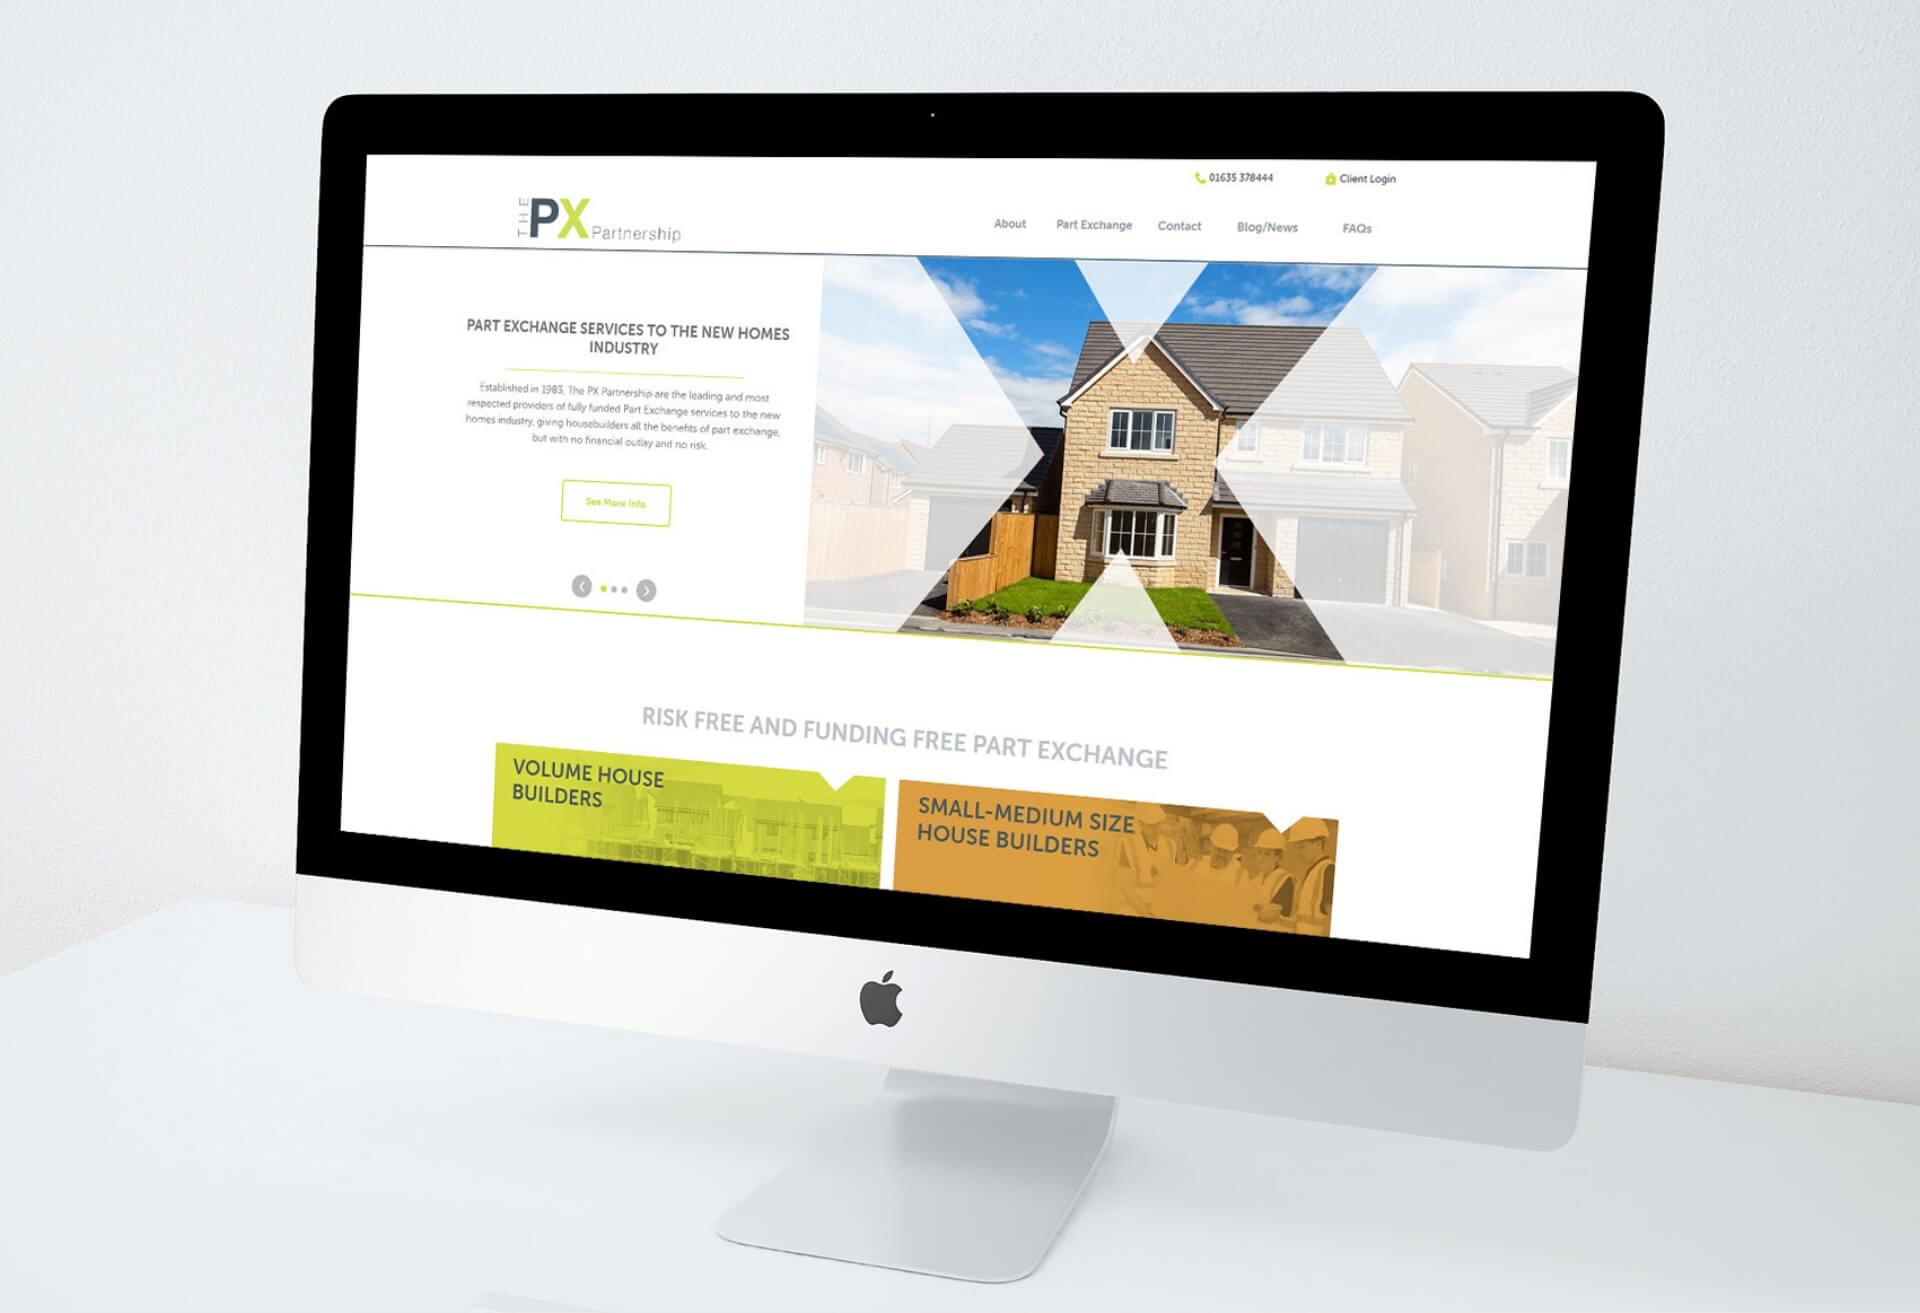 01635 378444
Client Login
THE PX Partnership
About
Part Exchange
Contact
Blog/News
FAQs
PART EXCHANGE SERVICES TO THE NEW HOMES
INDUSTRY
Established in 1983, The PX Partnership are the leading and most
respected providers of fully funded Part Exchange services to the new
homes industry, giving housebuilders all the benefits of part exchange,
but with no financial outlay and no risk.
See More Info
RISK FREE AND FUNDING FREE PART EXCHANGE
VOLUME HOUSE
BUILDERS
SMALL-MEDIUM SIZE
HOUSE BUILDERS